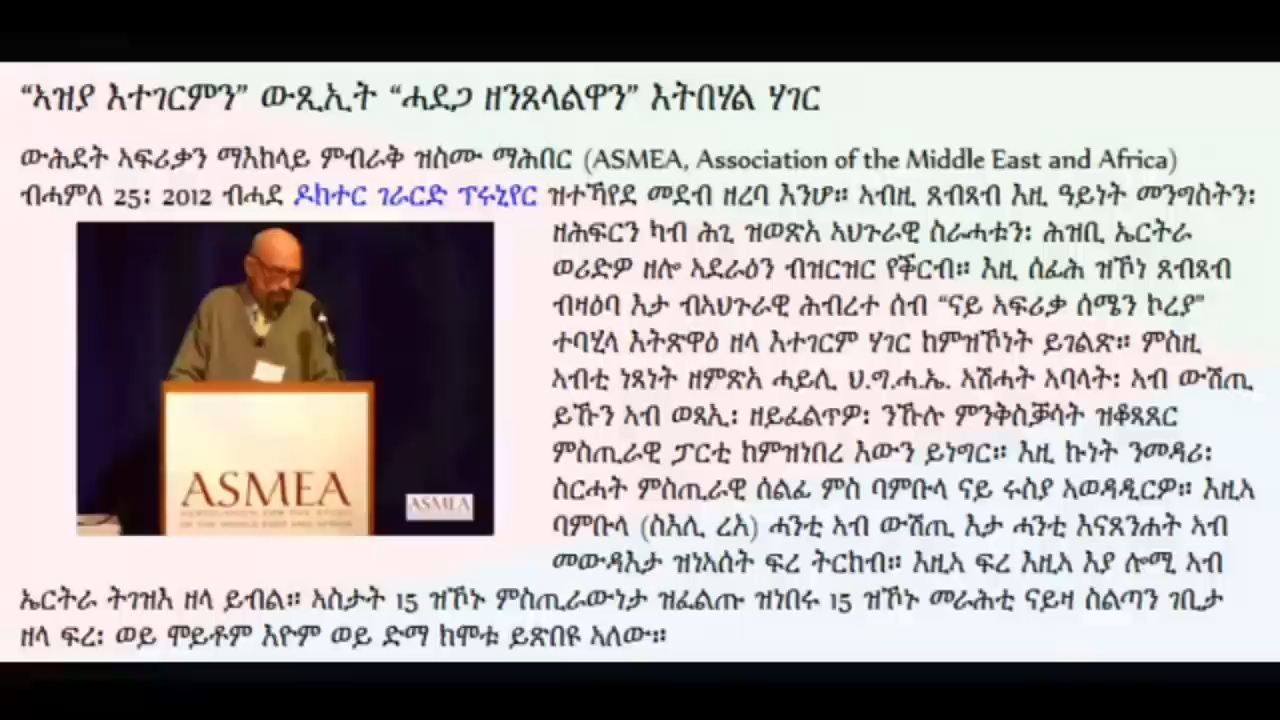 “ኣዝያ እተገርምን” ውጺኢት “ሓደጋ ዘንጸላልዋን” እትበሃል ሃገር
ውሕደት ኣፍሪቃን ማእከላይ ምብራቅ ዝስሙ ማሕበር (ASMEA, Association of the Middle East and Africa)
ብሓምለ 25፡ 2012 ብሓደ ዶክተር ገራርድ ፕሩኒየር ዝተኻየደ መደብ ዘረባ እንሆ። ኣብዚ ጸብጻብ እዚ ዓይነት መንግስትን፡
ዘሕፍርን ካብ ሕጊ ዝወጽአ ኣህጉራዊ ስራሓቱን፡ ሕዝቢ ኤርትራ
ወሪድዎ ዘሎ ኣደራዕን ብዝርዝር የቕርብ። እዚ ሰፊሕ ዝኾነ ጸብጻብ
ብዛዕባ እታ ብኣህጉራዊ ሕብረተ ሰብ “ናይ ኣፍሪቃ ሰሜን ኮረያ”
ተባሂላ እትጽዋዕ ዘላ እተገርም ሃገር ከምዝኾነት ይገልጽ። ምስዚ
ኣብቲ ነጻነት ዘምጽአ ሓይሊ ህ.ግ.ሓ.ኤ. ኣሽሓት ኣባላት፡ ኣብ ውሽጢ
ይኹን ኣብ ወጻኢ፡ ዘይፈልጥዎ፡ ንኹሉ ምንቅስቓሳት ዝቆጻጸር
ምስጢራዊ ፓርቲ ከምዝነበረ እውን ይነግር። እዚ ኩነት ንመዳሪ፡
ስርሓት ምስጢራዊ ሰልፊ ምስ ባምቡላ ናይ ሩስያ ኣወዳዲርዎ። እዚኣ
ባምቡላ (ስእሊ ረአ) ሓንቲ ኣብ ውሽጢ እታ ሓንቲ እናጸንሐት ኣብ
መውዳእታ ዝነኣሰት ፍረ ትርከብ። እዚኣ ፍረ እዚኣ እያ ሎሚ ኣብ
ኤርትራ ትገዝእ ዘላ ይብል። ኣስታት 15 ዝኾኑ ምስጢራውነታ ዝፈልጡ ዝነበሩ 15 ዝኾኑ መራሕቲ ናይዛ ስልጣን ገቢታ
ዘላ ፍረ፡ ወይ ሞይቶም እዮም ወይ ድማ ክሞቱ ይጽበዩ ኣለው።
ASMEA
ASMEA